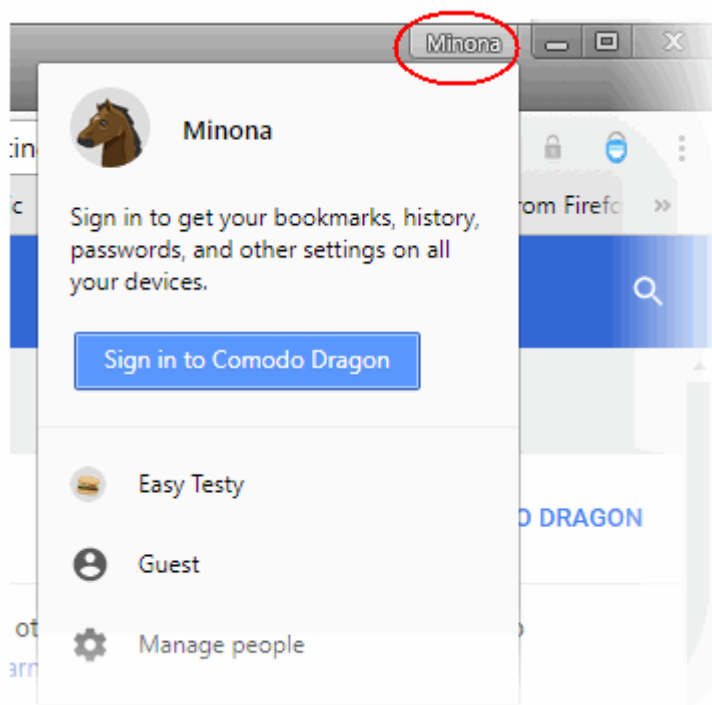 Minona
Minona
Sign in to get your bookmarks, history,
passwords, and other settings on all
your devices.
Sign in to Comodo Dragon
Easy Testy
DRAGON
Guest
Manage people